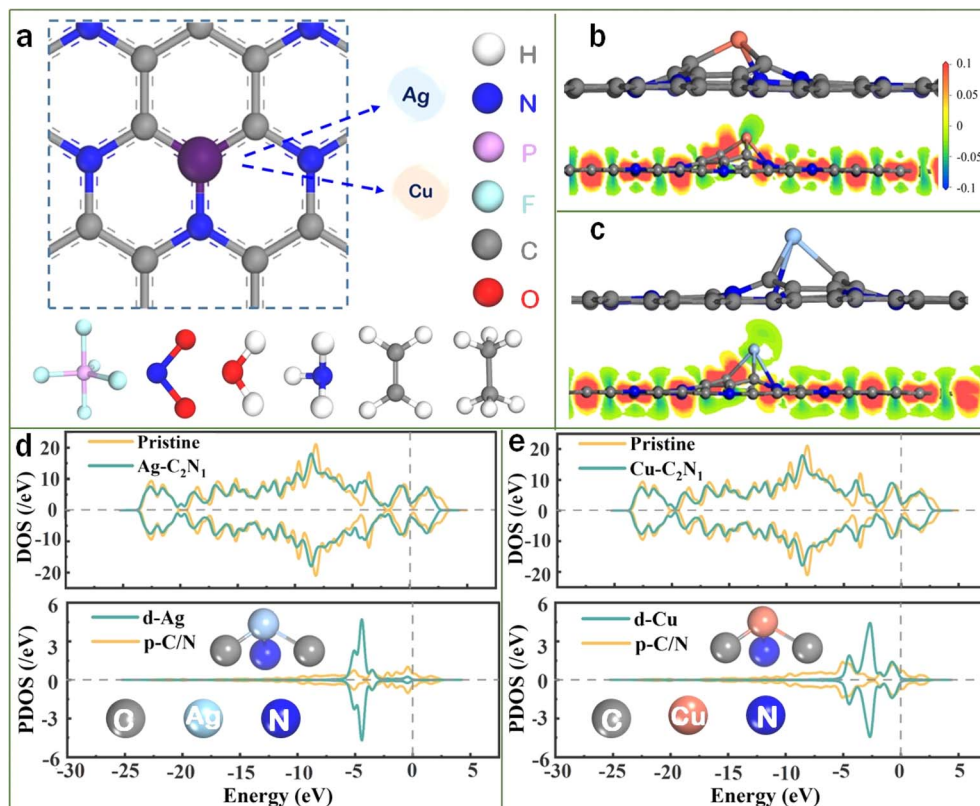 a
Ag
Cu
H
N
P
F
C
O
b
0.1
0.05
0
-0.05
-0.1
c
d
Pristine
Ag-C₂N₁
DOS (/eV)
20
10
0
-10
-20
d-Ag
p-C/N
PDOS (/eV)
6
3
0
-3
-6
C
Ag
N
-30
-25
-20
-15
-10
-5
0
5
Energy (eV)
e
Pristine
Cu-C₂N₁
DOS (/eV)
20
10
0
-10
-20
d-Cu
p-C/N
PDOS (/eV)
6
3
0
-3
-6
C
Cu
N
-30
-25
-20
-15
-10
-5
0
5
Energy (eV)